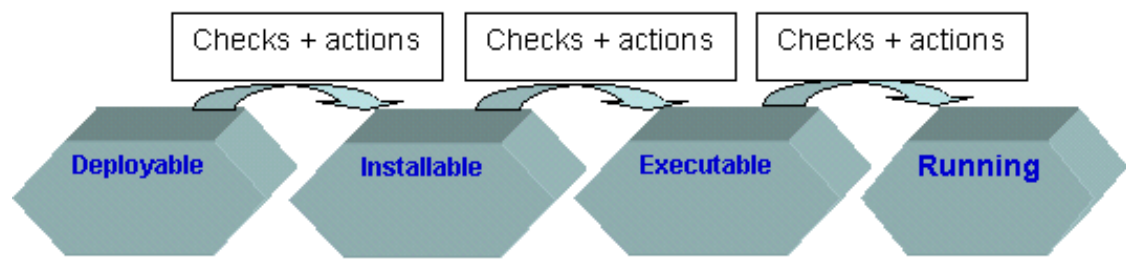 Checks + actions
Checks + actions
Checks + actions
Deployable
Installable
Executable
Running